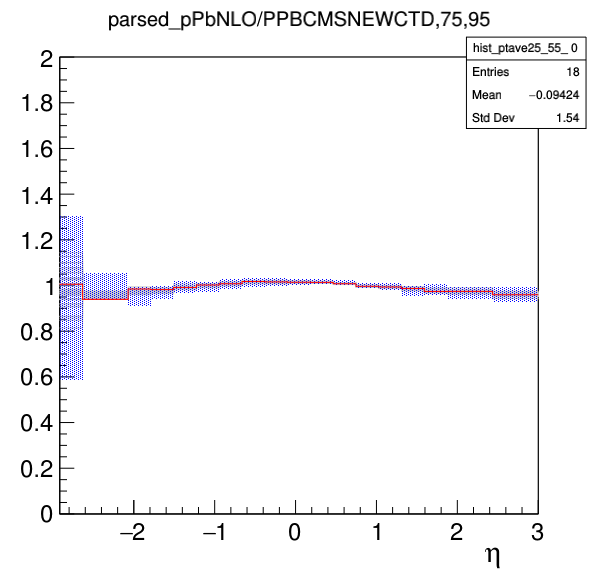 parsed_pPbNLO/PPBCMSNEWCTD,75,95
hist_ptave25_55_ 0
Entries 18
Mean −0.09424
Std Dev 1.54
2
1.8
1.6
1.4
1.2
1
0.8
0.6
0.4
0.2
0
−2 −1 0 1 2 3
η